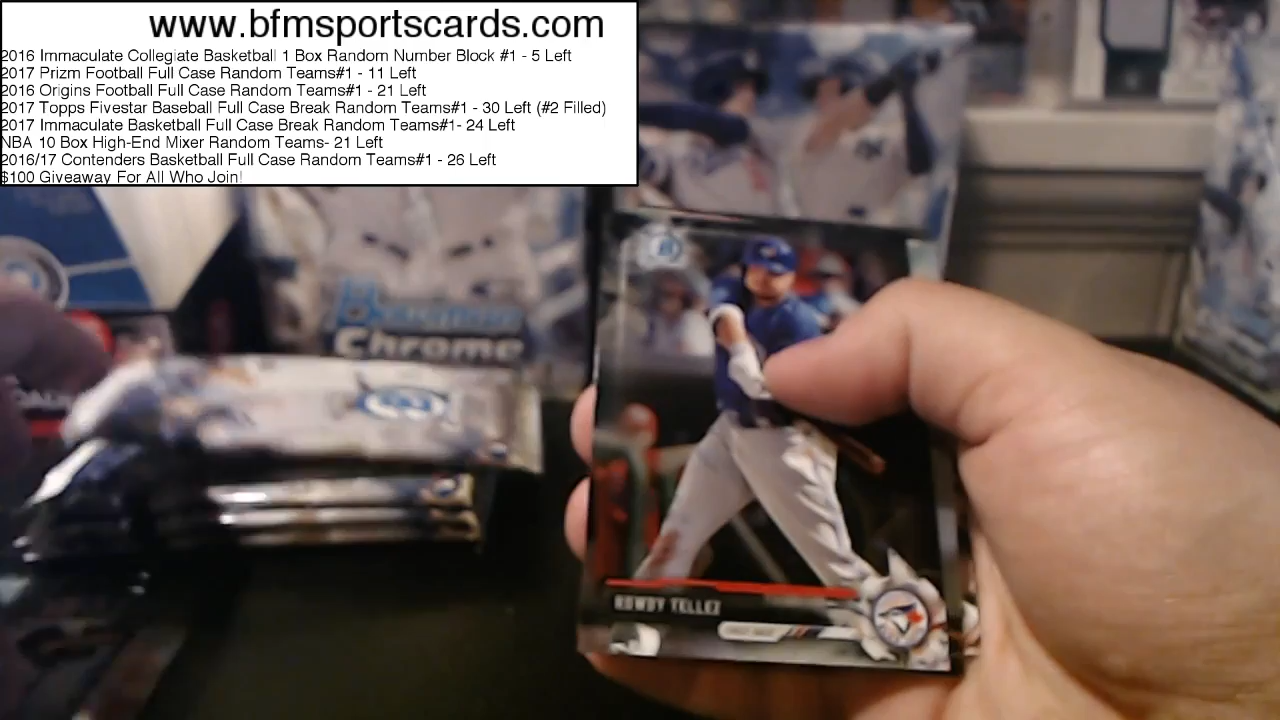 www.bfmsportscards.com
2016 Immaculate Collegiate Basketball 1 Box Random Number Block #1 - 5 Left
2017 Prizm Football Full Case Random Teams#1 - 11 Left
2016 Origins Football Full Case Random Teams#1 - 21 Left
2017 Topps Fivestar Baseball Full Case Break Random Teams#1 - 30 Left (#2 Filled)
2017 Immaculate Basketball Full Case Break Random Teams#1- 24 Left
NBA 10 Box High-End Mixer Random Teams- 21 Left
2016/17 Contenders Basketball Full Case Random Teams#1 - 26 Left
$100 Giveaway For All Who Join!
Bowman
Chrome
ROWDY TELLEZ